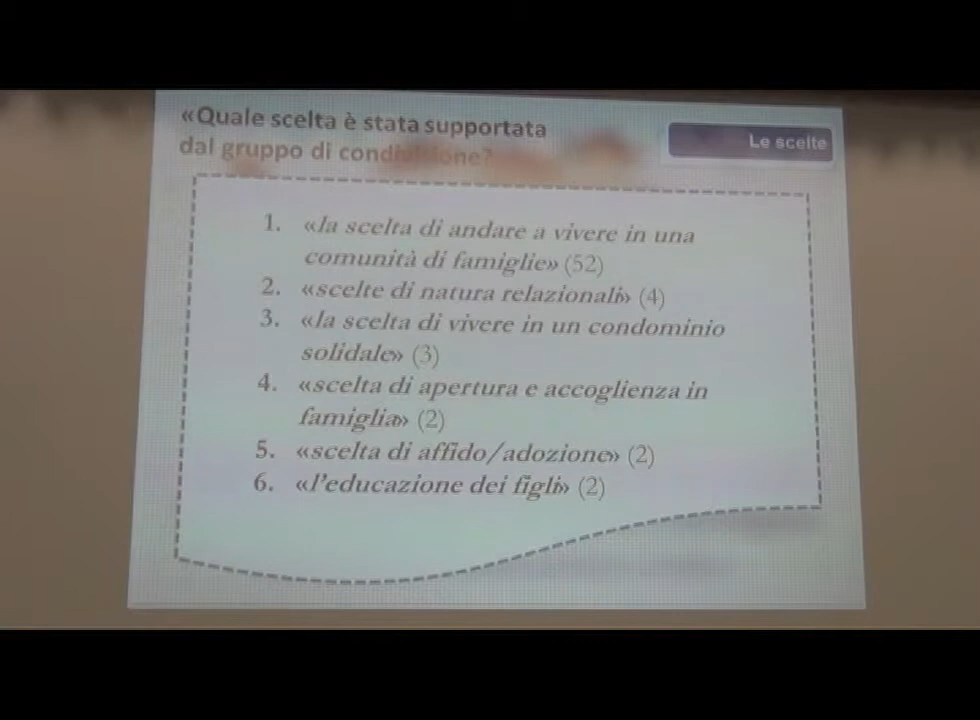 «Quale scelta è stata supportata
dal gruppo di condivisione?
Le scelte
1. «la scelta di andare a vivere in una
comunità di famiglie» (52)
2. «scelte di natura relazionali» (4)
3. «la scelta di vivere in un condominio
solidale» (3)
4. «scelta di apertura e accoglienza in
famiglia» (2)
5. «scelta di affido/adozione» (2)
6. «l'educazione dei figli» (2)